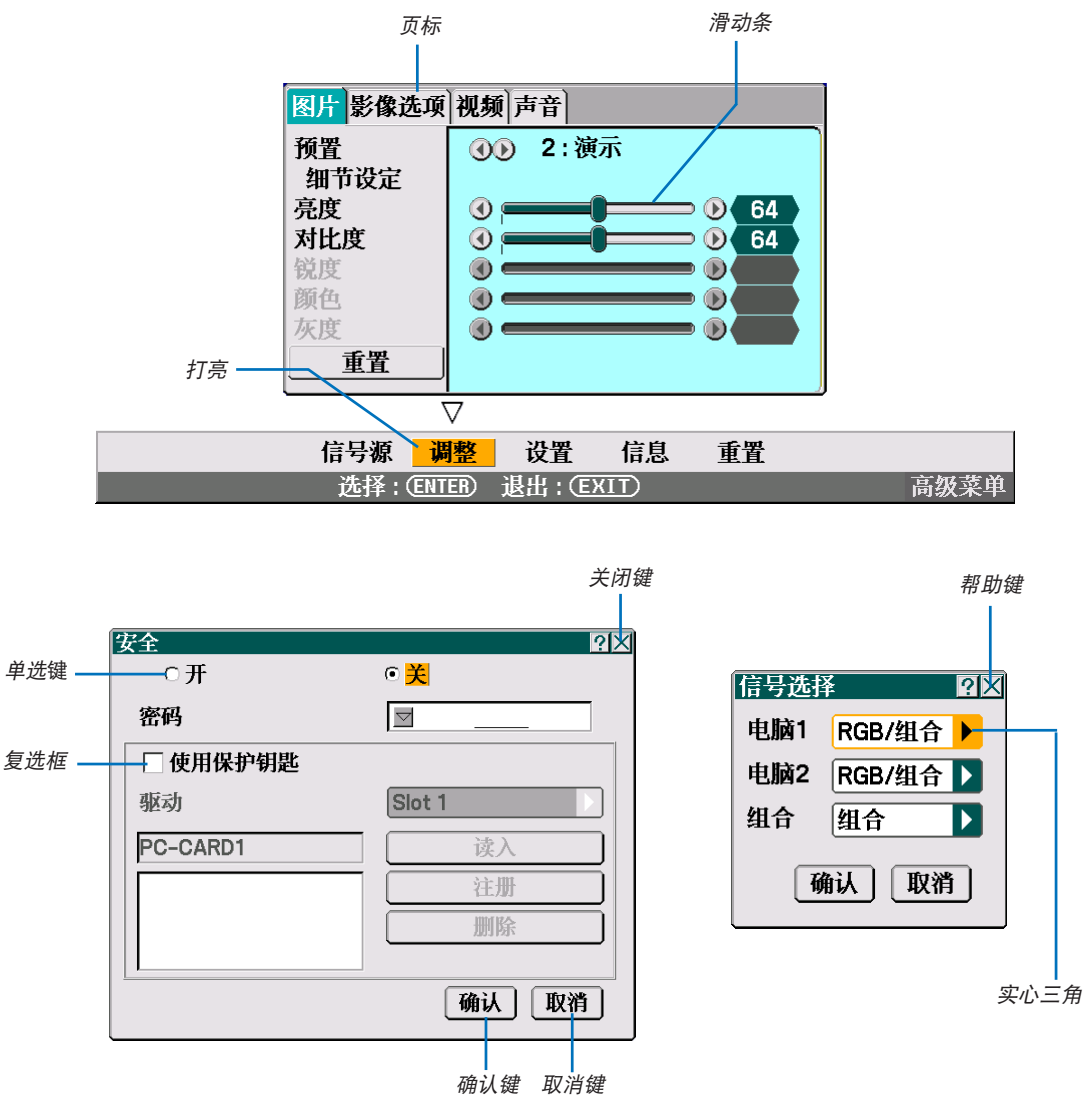 页标 滑动条
图片 影像选项 视频 声音
预置 2:演示
细节设定
亮度 64
对比度 64
锐度
颜色
灰度
重置
打亮
信号源 调整 设置 信息 重置
选择:ENTER 退出:EXIT 高级菜单
关闭键
安全 ? X
单选键
开 关
密码
复选框
使用保护钥匙
驱动 Slot 1
PC-CARD1 读入
注册
删除
确认 取消
确认键 取消键
帮助键
信号选择 ? X
电脑1 RGB/组合
电脑2 RGB/组合
组合 组合
确认 取消
实心三角